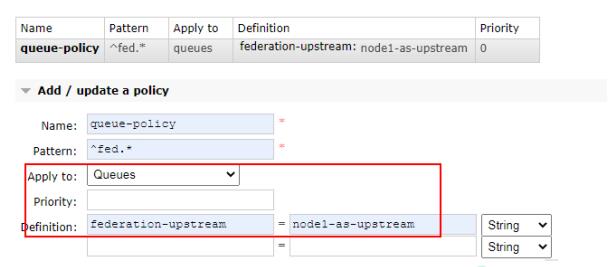 Name Pattern Apply to Definition Priority
queue-policy ^fed.* queues federation-upstream: node1-as-upstream 0
Add / update a policy
Name: queue-policy *
Pattern: ^fed.* *
Apply to: Queues
Priority:
Definition: federation-upstream = node1-as-upstream String
= String